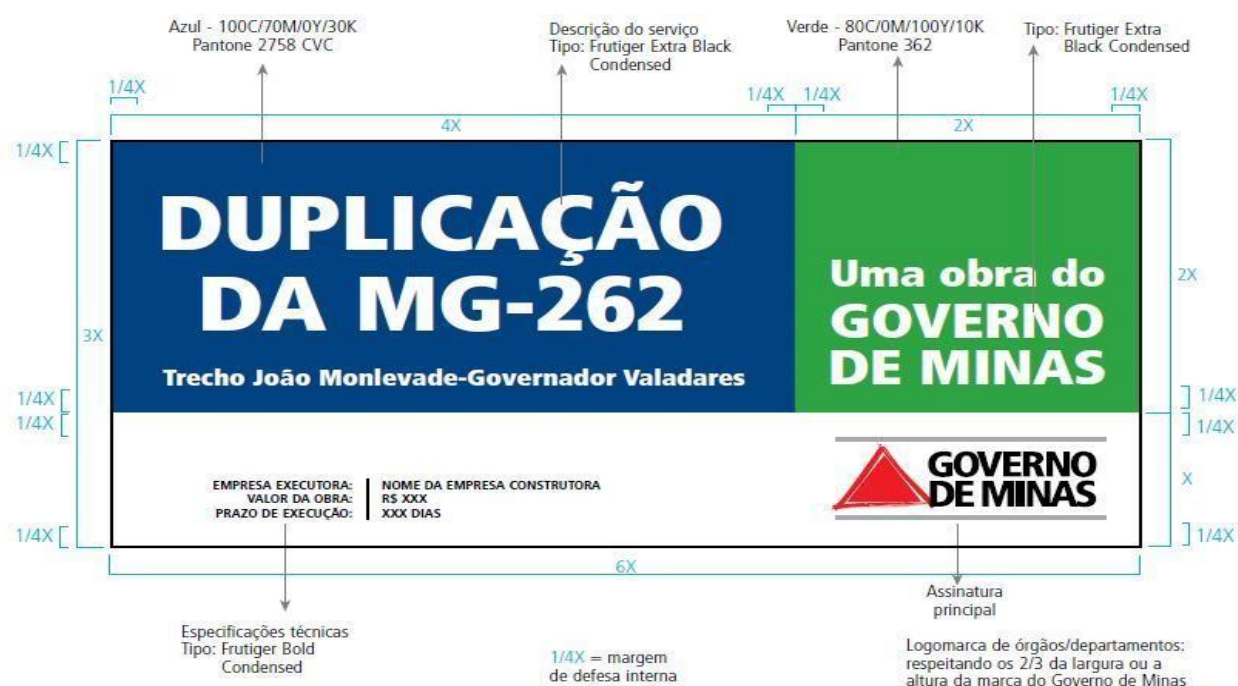 Azul - 100C/70M/0Y/30K
Pantone 2758 CVC
Descrição do serviço
Tipo: Frutiger Extra Black
Condensed
Verde - 80C/0M/100Y/10K
Pantone 362
Tipo: Frutiger Extra
Black Condensed
1/4X
1/4X
1/4X
1/4X
4X
2X
1/4X
DUPLICAÇÃO
DA MG-262
Trecho João Monlevade-Governador Valadares
Uma obra do
GOVERNO
DE MINAS
2X
3X
1/4X
1/4X
1/4X
1/4X
EMPRESA EXECUTORA:
VALOR DA OBRA:
PRAZO DE EXECUÇÃO:
NOME DA EMPRESA CONSTRUTORA
R$ XXX
XXX DIAS
GOVERNO
DE MINAS
X
1/4X
1/4X
6X
Especificações técnicas
Tipo: Frutiger Bold
Condensed
1/4X = margem
de defesa interna
Assinatura
principal
Logomarca de órgãos/departamentos:
respeitando os 2/3 da largura ou a
altura da marca do Governo de Minas